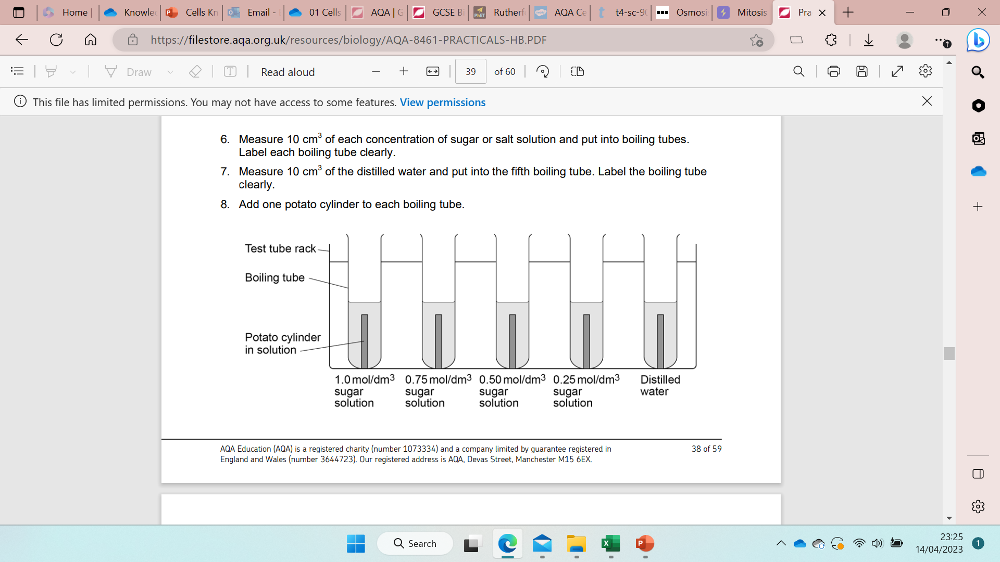 Home |
Knowle
Cells Kn
Email -
01 Cells
AQA | G
GCSE Bi
Rutherf
AQA Ce
t4-sc-90
Osmosi
Mitosis
Pra
https://filestore.aqa.org.uk/resources/biology/AQA-8461-PRACTICALS-HB.PDF
Draw
Read aloud
39 of 60
This file has limited permissions. You may not have access to some features. View permissions
6. Measure 10 cm³ of each concentration of sugar or salt solution and put into boiling tubes.
Label each boiling tube clearly.
7. Measure 10 cm³ of the distilled water and put into the fifth boiling tube. Label the boiling tube
clearly.
8. Add one potato cylinder to each boiling tube.
Test tube rack
Boiling tube
Potato cylinder
in solution
1.0 mol/dm³
sugar
solution
0.75 mol/dm³
sugar
solution
0.50 mol/dm³
sugar
solution
0.25 mol/dm³
sugar
solution
Distilled
water
AQA Education (AQA) is a registered charity (number 1073334) and a company limited by guarantee registered in
England and Wales (number 3644723). Our registered address is AQA, Devas Street, Manchester M15 6EX.
38 of 59
Search
23:25
14/04/2023
1